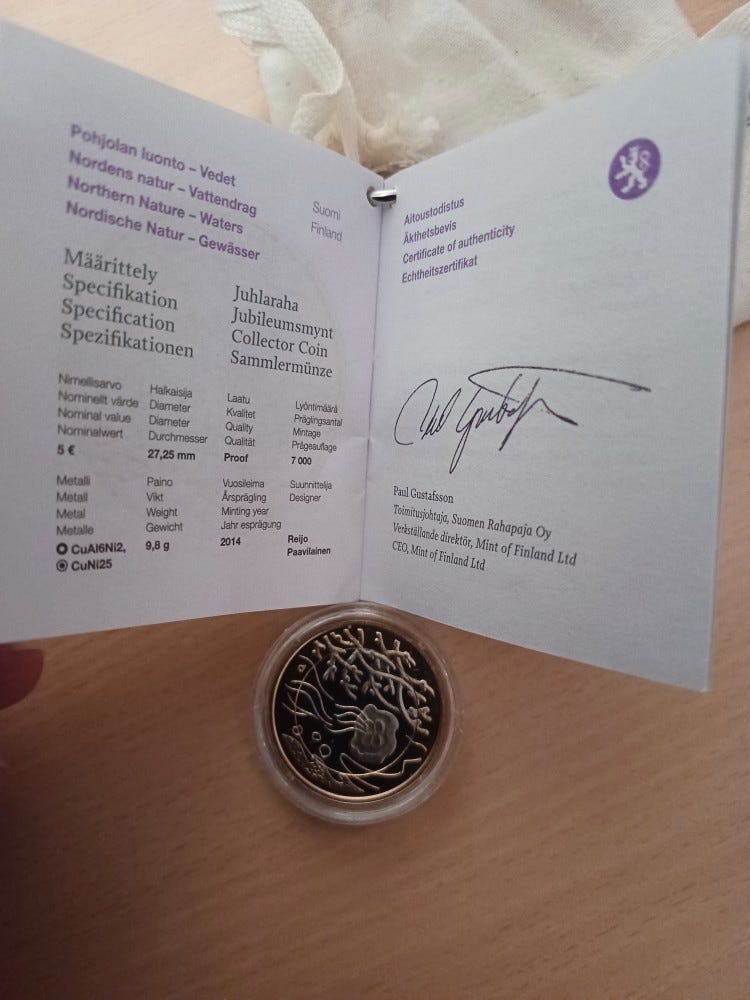 Pohjolan luonto – Vedet
Nordens natur – Vattendrag
Northern Nature – Waters
Nordische Natur – Gewässer
Suomi
Finland
Määrittely
Specifikation
Specification
Spezifikationen
Juhlaraha
Jubileumsmynt
Collector Coin
Sammlermünze
Nimellisarvo
Nominellt värde
Nominal value
Nominalwert
5 €
Halkaisija
Diameter
Diameter
Durchmesser
27,25 mm
Laatu
Kvalitet
Quality
Qualität
Proof
Lyöntimäärä
Präglingsantal
Mintage
Prägeauflage
7 000
Metalli
Metall
Metal
Metalle
CuAl6Ni2,
CuNi25
Paino
Vikt
Weight
Gewicht
9,8 g
Vuosileima
Årsprägling
Minting year
Jahr esprägung
2014
Suunnittelija
Designer
Reijo
Paavilainen
Aitoustodistus
Äkthetsbevis
Certificate of authenticity
Echtheitszertifikat
Paul Gustafsson
Toimitusjohtaja, Suomen Rahapaja Oy
Verkställande direktör, Mint of Finland Ltd
CEO, Mint of Finland Ltd